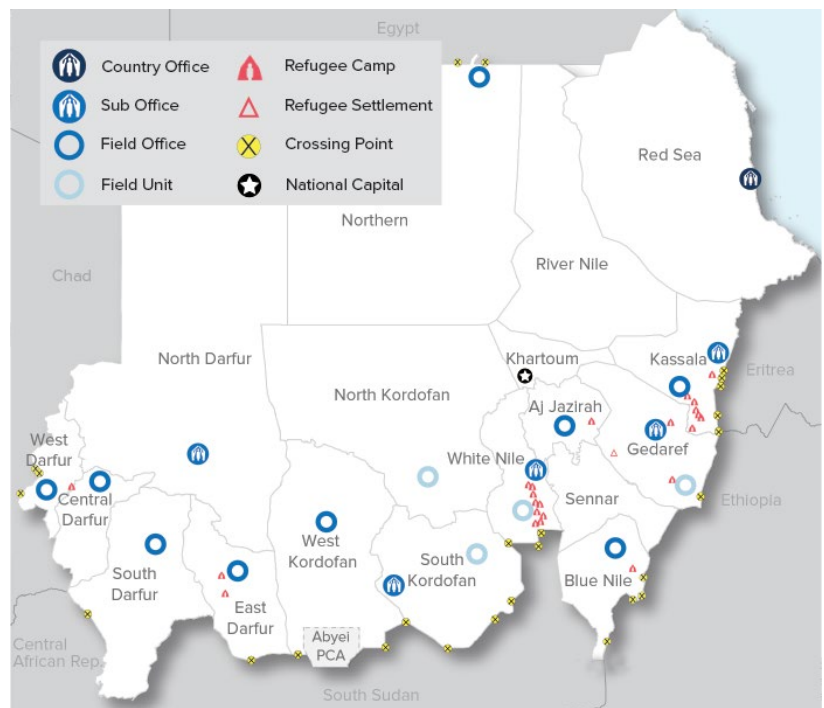 Egypt
Country Office
Refugee Camp
Sub Office
Refugee Settlement
Field Office
Crossing Point
Field Unit
National Capital
Red Sea
Northern
River Nile
Chad
North Darfur
Khartoum
Kassala
Eritrea
North Kordofan
Aj Jazirah
West
Darfur
White Nile
Gedaref
Central
Darfur
Sennar
Ethiopia
West
Kordofan
South
Kordofan
South
Darfur
Blue Nile
East
Darfur
Abyei
PCA
Central
African Rep.
South Sudan